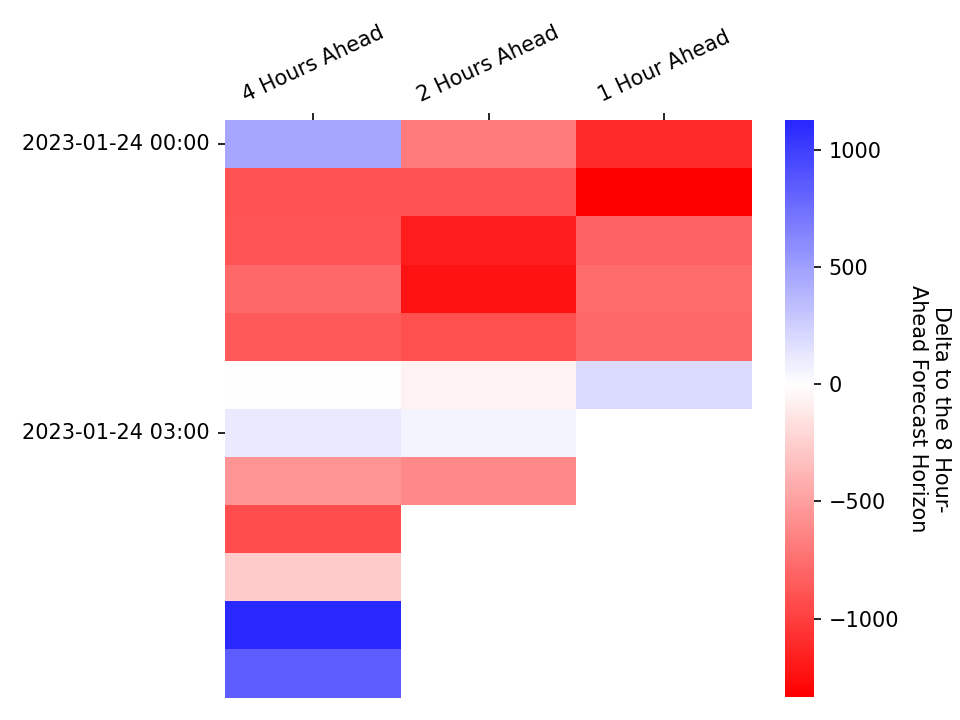 4 Hours Ahead
2 Hours Ahead
1 Hour Ahead
2023-01-24 00:00
2023-01-24 03:00
1000
500
0
−500
−1000
Delta to the 8 Hour-
Ahead Forecast Horizon